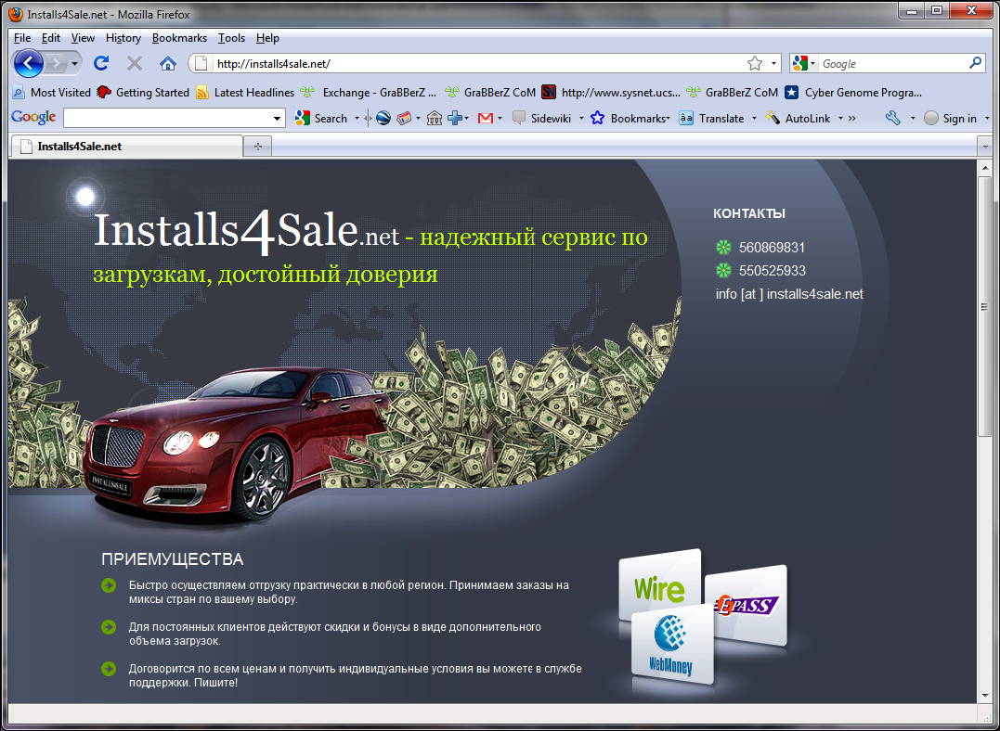 Installs4Sale.net - Mozilla Firefox
File Edit View History Bookmarks Tools Help
http://installs4sale.net/
Google
Most Visited Getting Started Latest Headlines Exchange - GraBBerZ ... GraBBerZ CoM http://www.sysnet.ucs... GraBBerZ CoM Cyber Genome Progra...
Google Search Sidewiki Bookmarks Translate AutoLink » Sign in
Installs4Sale.net
Installs4Sale.net - надежный сервис по
загрузкам, достойный доверия
КОНТАКТЫ
560869831
550525933
info [at ] installs4sale.net
INSTALLS4SALE
ПРИЕМУЩЕСТВА
Быстро осуществляем отгрузку практически в любой регион. Принимаем заказы на
миксы стран по вашему выбору.
Для постоянных клиентов действуют скидки и бонусы в виде дополнительного
объема загрузок.
Договорится по всем ценам и получить индивидуальные условия вы можете в службе
поддержки. Пишите!
Wire
EPASS
WebMoney